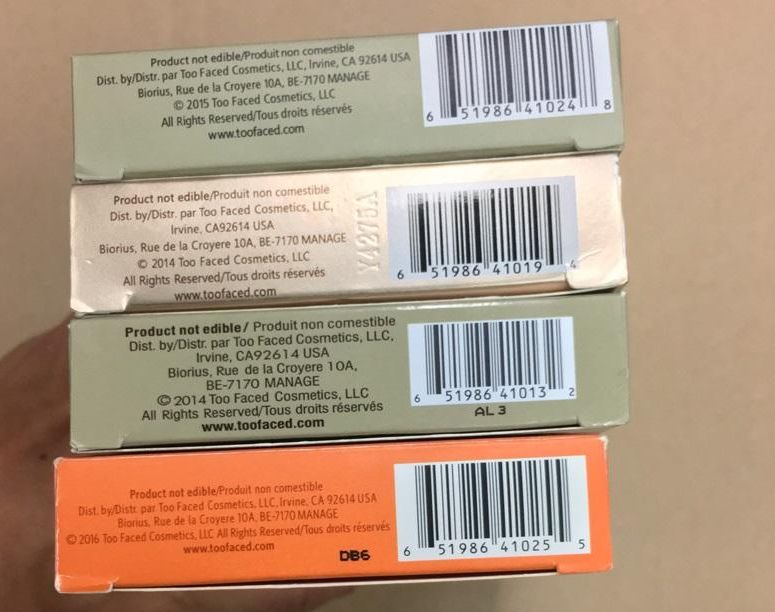 Product not edible/Produit non comestible
Dist. by/Distr. par Too Faced Cosmetics, LLC, Irvine, CA 92614 USA
Biorius, Rue de la Croyere 10A, BE-7170 MANAGE
© 2015 Too Faced Cosmetics, LLC
All Rights Reserved/Tous droits réservés
www.toofaced.com
6 51986 41024 8
Product not edible/Produit non comestible
Dist. by/Distr. par Too Faced Cosmetics, LLC,
Irvine, CA92614 USA
Biorius, Rue de la Croyere 10A, BE-7170 MANAGE
© 2014 Too Faced Cosmetics, LLC
All Rights Reserved/Tous droits réservés
www.toofaced.com
6 51986 41019 4
Product not edible/ Produit non comestible
Dist. by/Distr. par Too Faced Cosmetics, LLC,
Irvine, CA92614 USA
Biorius, Rue de la Croyere 10A,
BE-7170 MANAGE
© 2014 Too Faced Cosmetics, LLC
All Rights Reserved/Tous droits réservés
www.toofaced.com
6 51986 41013 2
AL 3
Product not edible/Produit non comestible
Dist. by/Distr. par Too Faced Cosmetics, LLC, Irvine, CA 92614 USA
Biorius, Rue de la Croyere 10A, BE-7170 MANAGE
© 2016 Too Faced Cosmetics, LLC All Rights Reserved/Tous droits réservés
www.toofaced.com
DB6
6 51986 41025 5